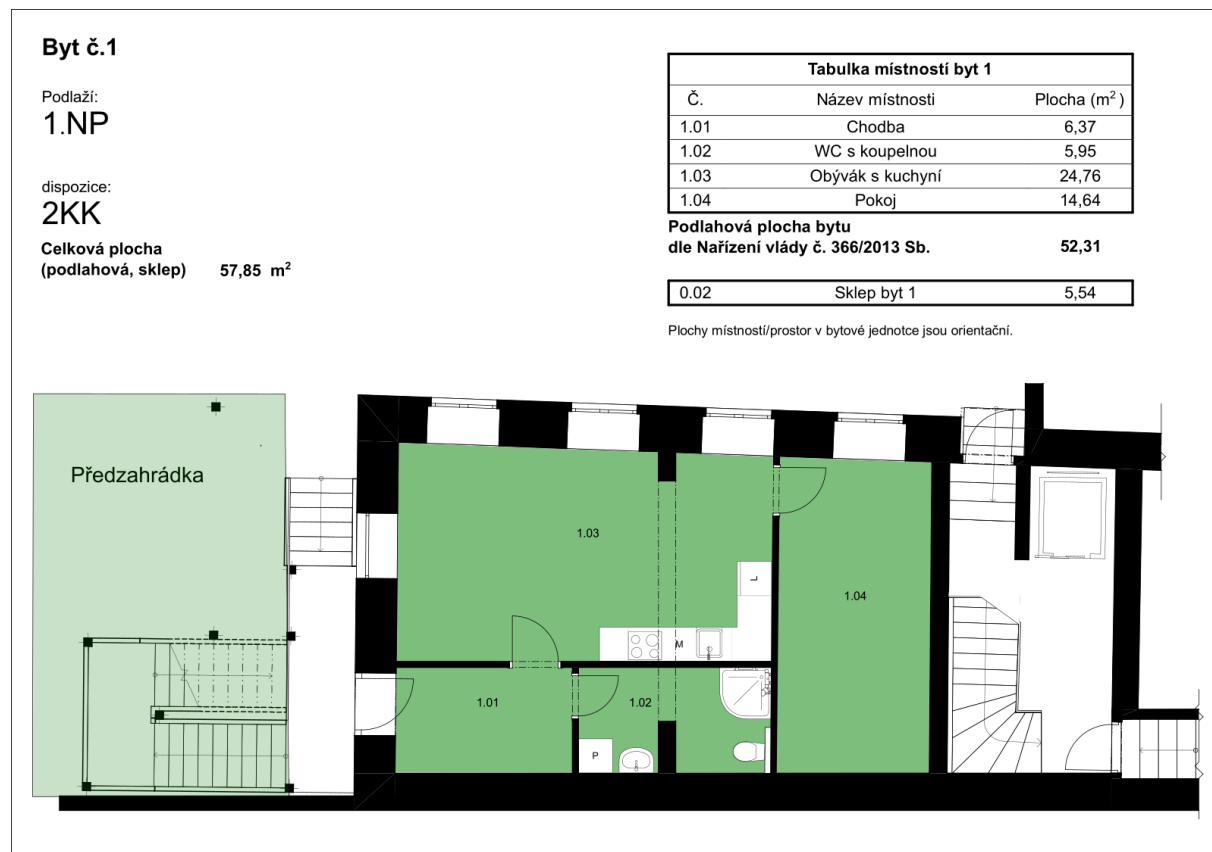 Byt č.1
Podlaží:
1.NP
dispozice:
2KK
Celková plocha
(podlahová, sklep) 57,85 m²
Tabulka místností byt 1
Č. Název místnosti Plocha (m²)
1.01 Chodba 6,37
1.02 WC s koupelnou 5,95
1.03 Obývák s kuchyní 24,76
1.04 Pokoj 14,64
Podlahová plocha bytu
dle Nařízení vlády č. 366/2013 Sb. 52,31
0.02 Sklep byt 1 5,54
Plochy místností/prostor v bytové jednotce jsou orientační.
Předzahrádka
1.03
L
1.04
M
1.01
1.02
P